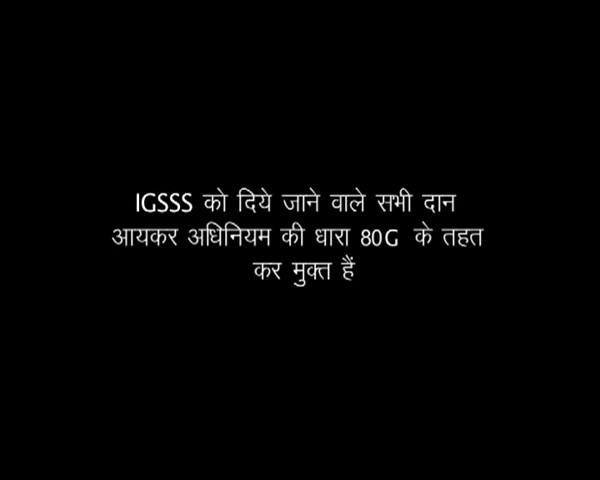 IGSSS को दिये जाने वाले सभी दान
आयकर अधिनियम की धारा 80G के तहत
कर मुक्त हैं